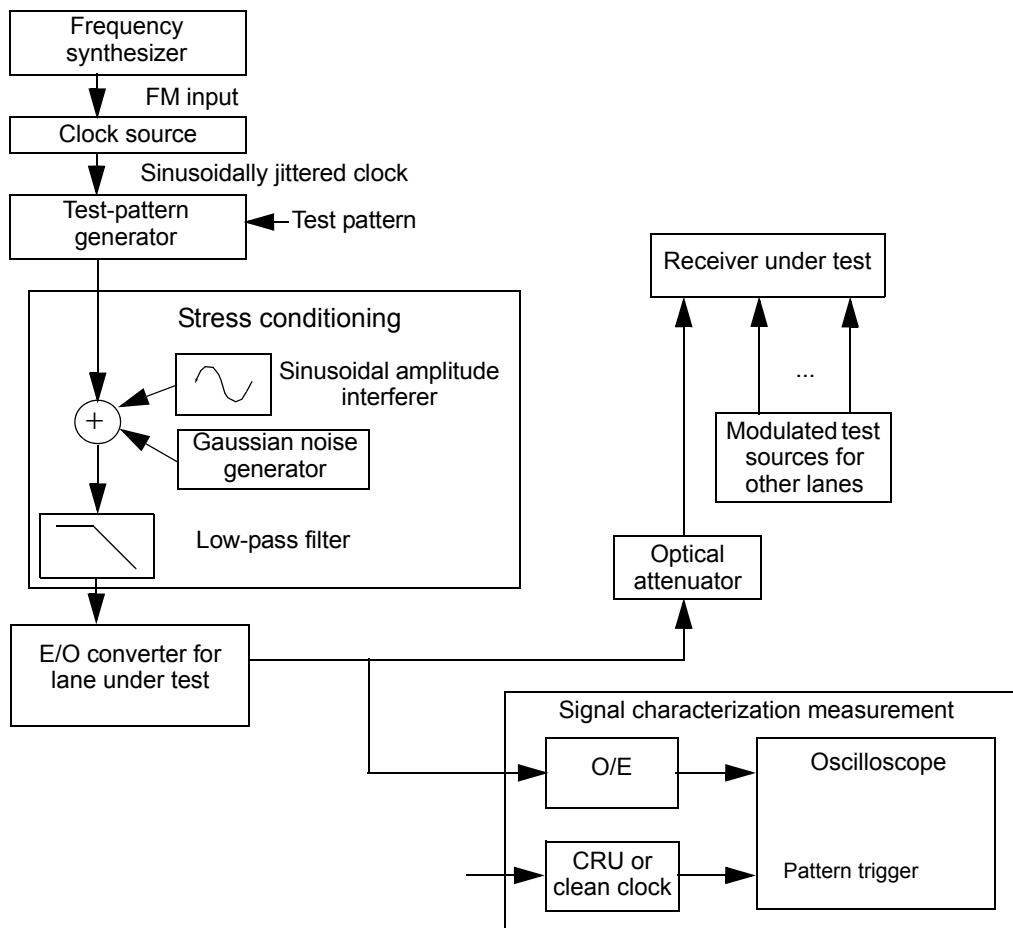 Frequency
synthesizer
FM input
Clock source
Sinusoidally jittered clock
Test-pattern
generator
Test pattern
Receiver under test
Stress conditioning
Sinusoidal amplitude
interferer
+
Gaussian noise
generator
...
Modulated test
sources for
other lanes
Low-pass filter
Optical
attenuator
E/O converter for
lane under test
Signal characterization measurement
O/E
Oscilloscope
CRU or
clean clock
Pattern trigger